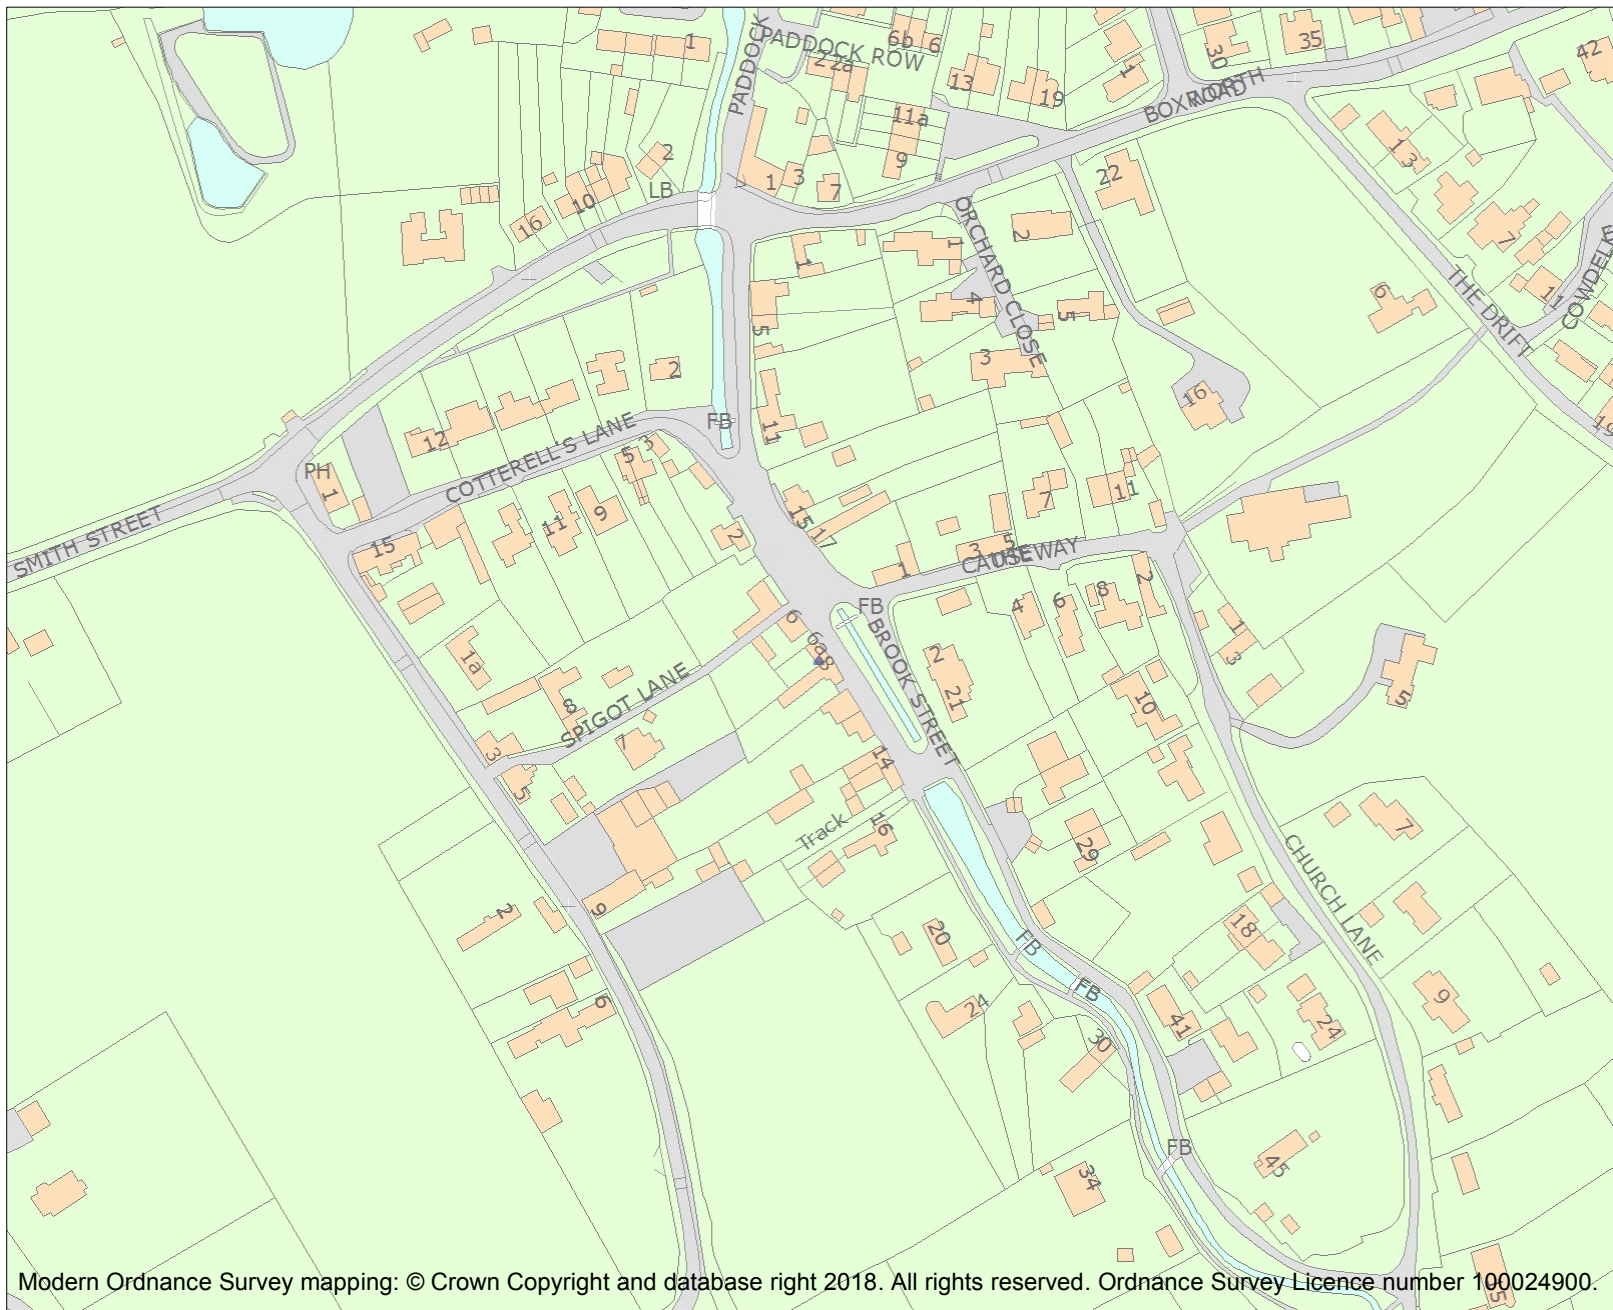 1
PADDOCK
PADDOCK ROW
6b
6
2
2a
13
19
1
30
35
42
BOXWORTH
ROAD
11a
9
13
2
LB
10
16
1
3
7
22
ORCHARD CLOSE
1
2
7
1
5
4
5
3
6
THE DRIFT
11
COWDELL
2
16
19
FB
11
12
COTTERELL'S LANE
5
3
PH
1
SMITH STREET
15
11
9
2
15
17
7
11
1
3
5
CAUSEWAY
THE
FB
4
6
8
2
1
3
6
6a
8
BROOK STREET
2
21
1a
8
SPIGOT LANE
7
3
5
10
5
14
Track
16
29
7
CHURCH LANE
2
9
20
FB
FB
18
9
6
24
30
41
24
FB
34
45
15
Modern Ordnance Survey mapping: © Crown Copyright and database right 2018. All rights reserved. Ordnance Survey Licence number 100024900.